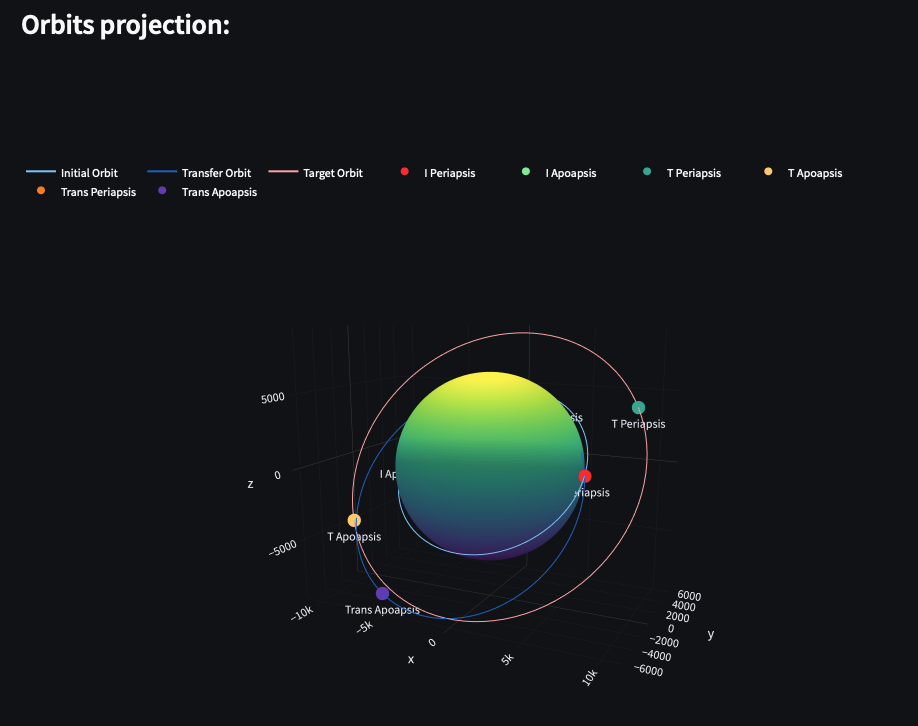 Orbits projection:
Initial Orbit Transfer Orbit Target Orbit I Periapsis I Apoapsis T Periapsis T Apoapsis
Trans Periapsis Trans Apoapsis
5000
sis
T Periapsis
I Ap
0
z
riapsis
T Apoapsis
−5000
Trans Apoapsis
−10k
−5k
0
x
5k
10k
6000
4000
2000
0
y
−2000
−4000
−6000